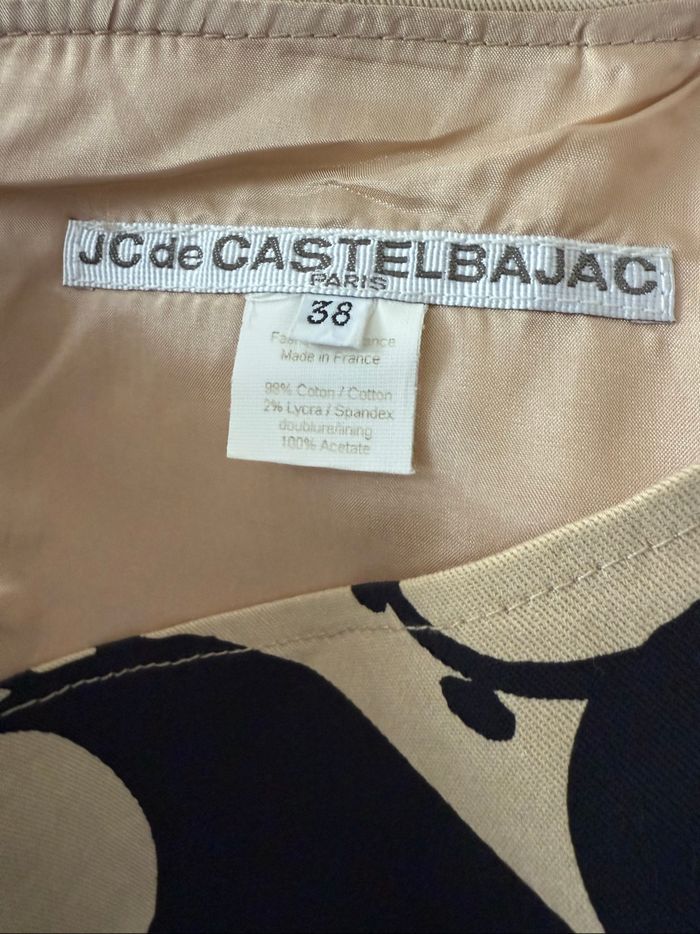 JC de CASTELBAJAC
PARIS
38
Made in France
98% Coton / Cotton
2% Lycra / Spandex
doublure/lining
100% Acetate